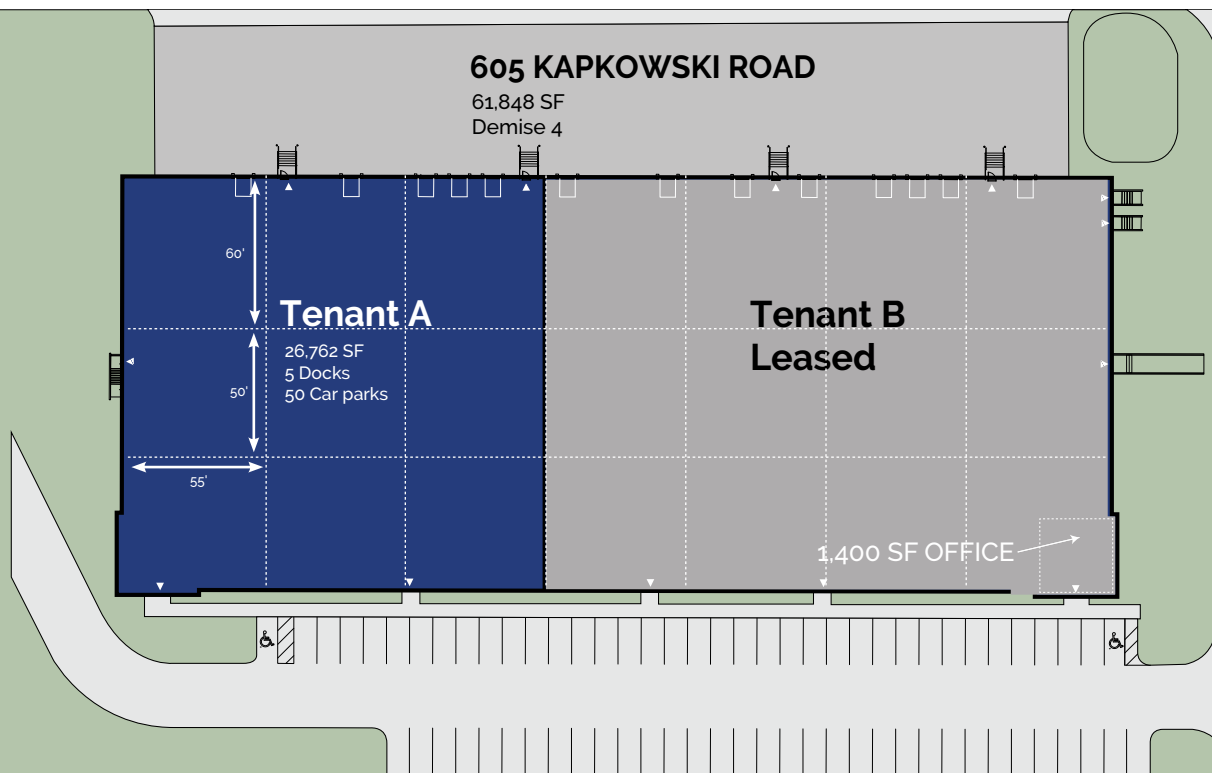 605 KAPKOWSKI ROAD
61,848 SF
Demise 4
60'
Tenant A
26,762 SF
5 Docks
50 Car parks
50'
55'
Tenant B
Leased
1,400 SF OFFICE